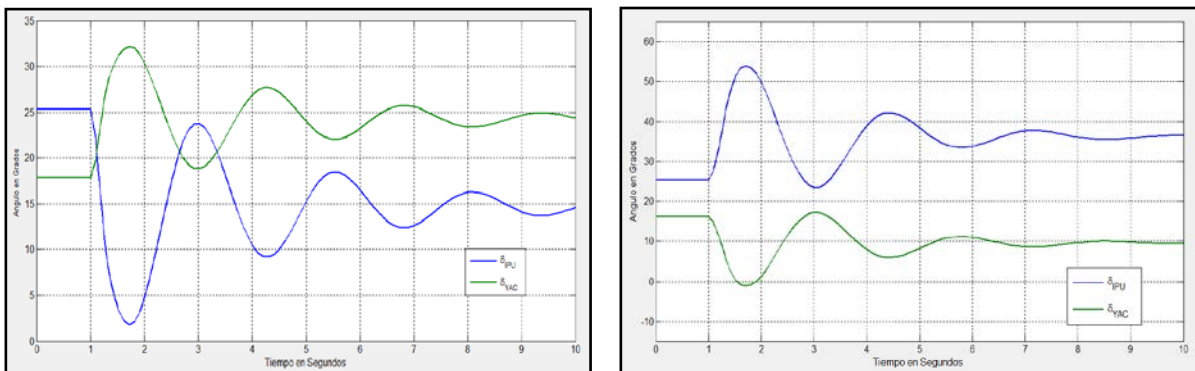 35
30
25
20
15
10
5
0
Angulo en Grados
δIPU
δYAC
0 1 2 3 4 5 6 7 8 9 10
Tiempo en Segundos
60
50
40
30
20
10
0
-10
Angulo en Grados
δIPU
δYAC
0 1 2 3 4 5 6 7 8 9 10
Tiempo en Segundos